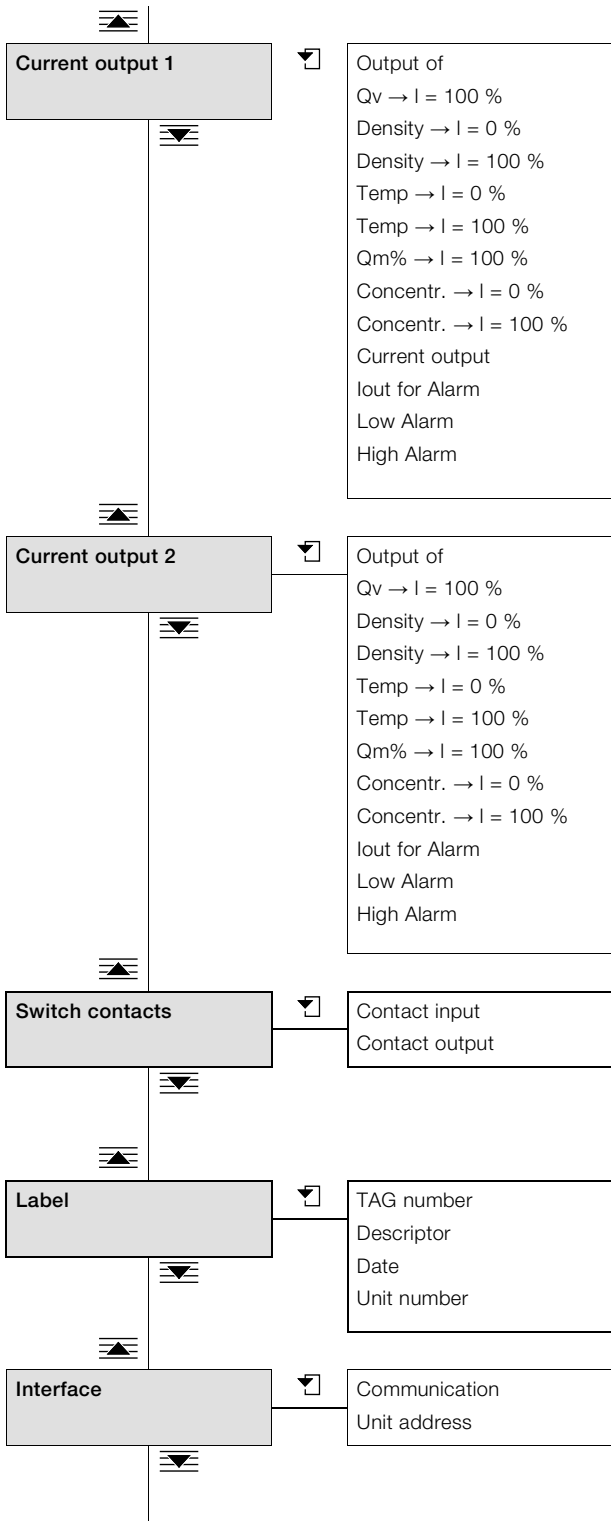 Current output 1
Output of
Qv → I = 100 %
Density → I = 0 %
Density → I = 100 %
Temp → I = 0 %
Temp → I = 100 %
Qm% → I = 100 %
Concentr. → I = 0 %
Concentr. → I = 100 %
Current output
Iout for Alarm
Low Alarm
High Alarm
Current output 2
Output of
Qv → I = 100 %
Density → I = 0 %
Density → I = 100 %
Temp → I = 0 %
Temp → I = 100 %
Qm% → I = 100 %
Concentr. → I = 0 %
Concentr. → I = 100 %
Iout for Alarm
Low Alarm
High Alarm
Switch contacts
Contact input
Contact output
Label
TAG number
Descriptor
Date
Unit number
Interface
Communication
Unit address